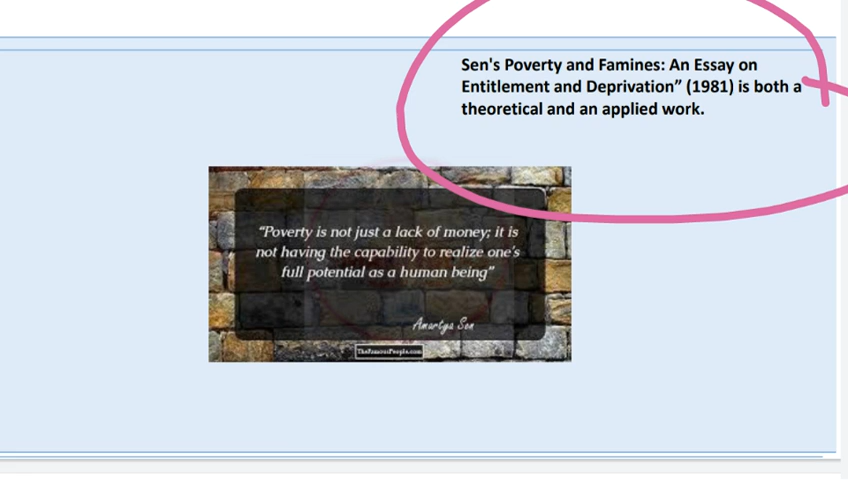 Sen's Poverty and Famines: An Essay on
Entitlement and Deprivation” (1981) is both a
theoretical and an applied work.
“Poverty is not just a lack of money; it is
not having the capability to realize one's
full potential as a human being”
Amartya Sen
TheFamousPeople.com